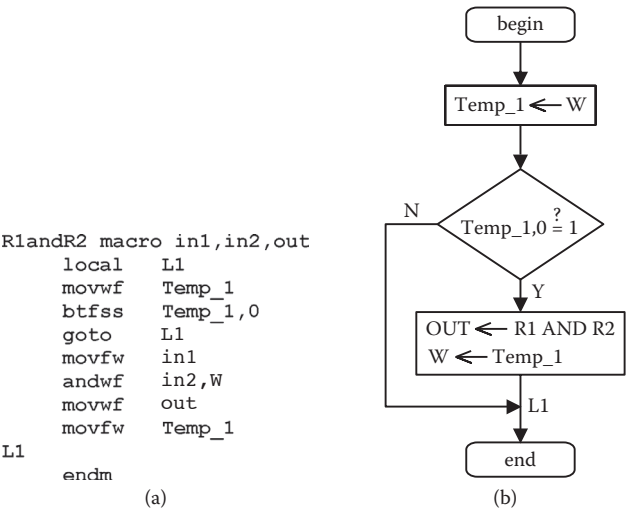 R1andR2 macro in1,in2,out
local L1
movwf Temp_1
btfss Temp_1,0
goto L1
movfw in1
andwf in2,W
movwf out
movfw Temp_1
L1
endm
(a)
begin
Temp_1 ← W
N
Temp_1,0 ≟ 1
Y
OUT ← R1 AND R2
W ← Temp_1
L1
end
(b)